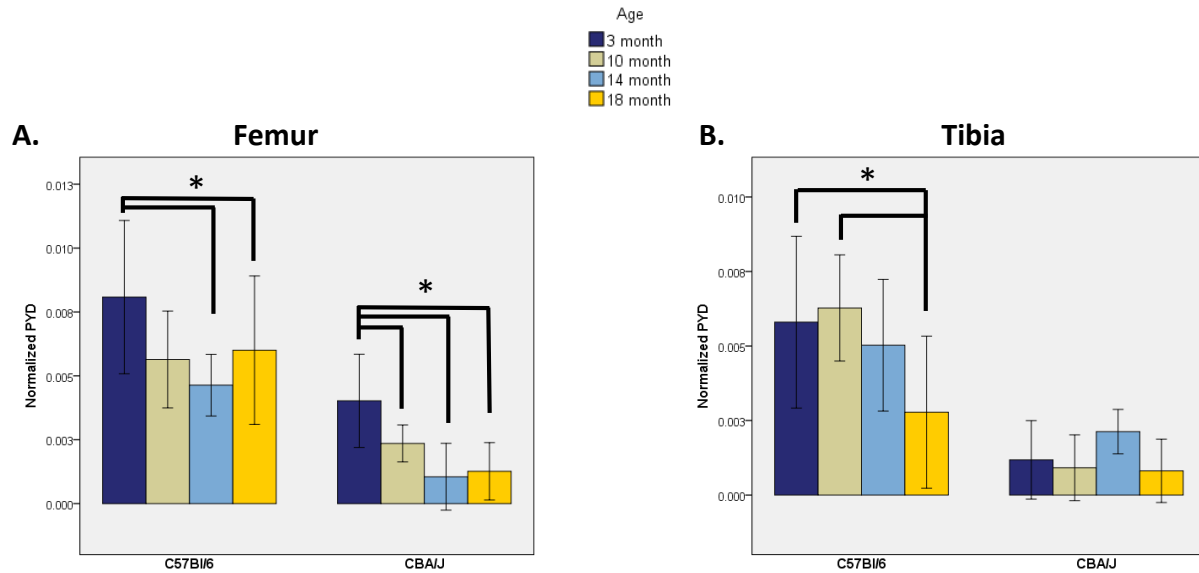 Age
3 month
10 month
14 month
18 month
A. Femur
B. Tibia
*
*
0.013
0.010
0.008
0.005
0.003
0.000
Normalized PYD
C57Bl/6 CBA/J
*
0.010
0.008
0.005
0.003
0.000
Normalized PYD
C57Bl/6 CBA/J